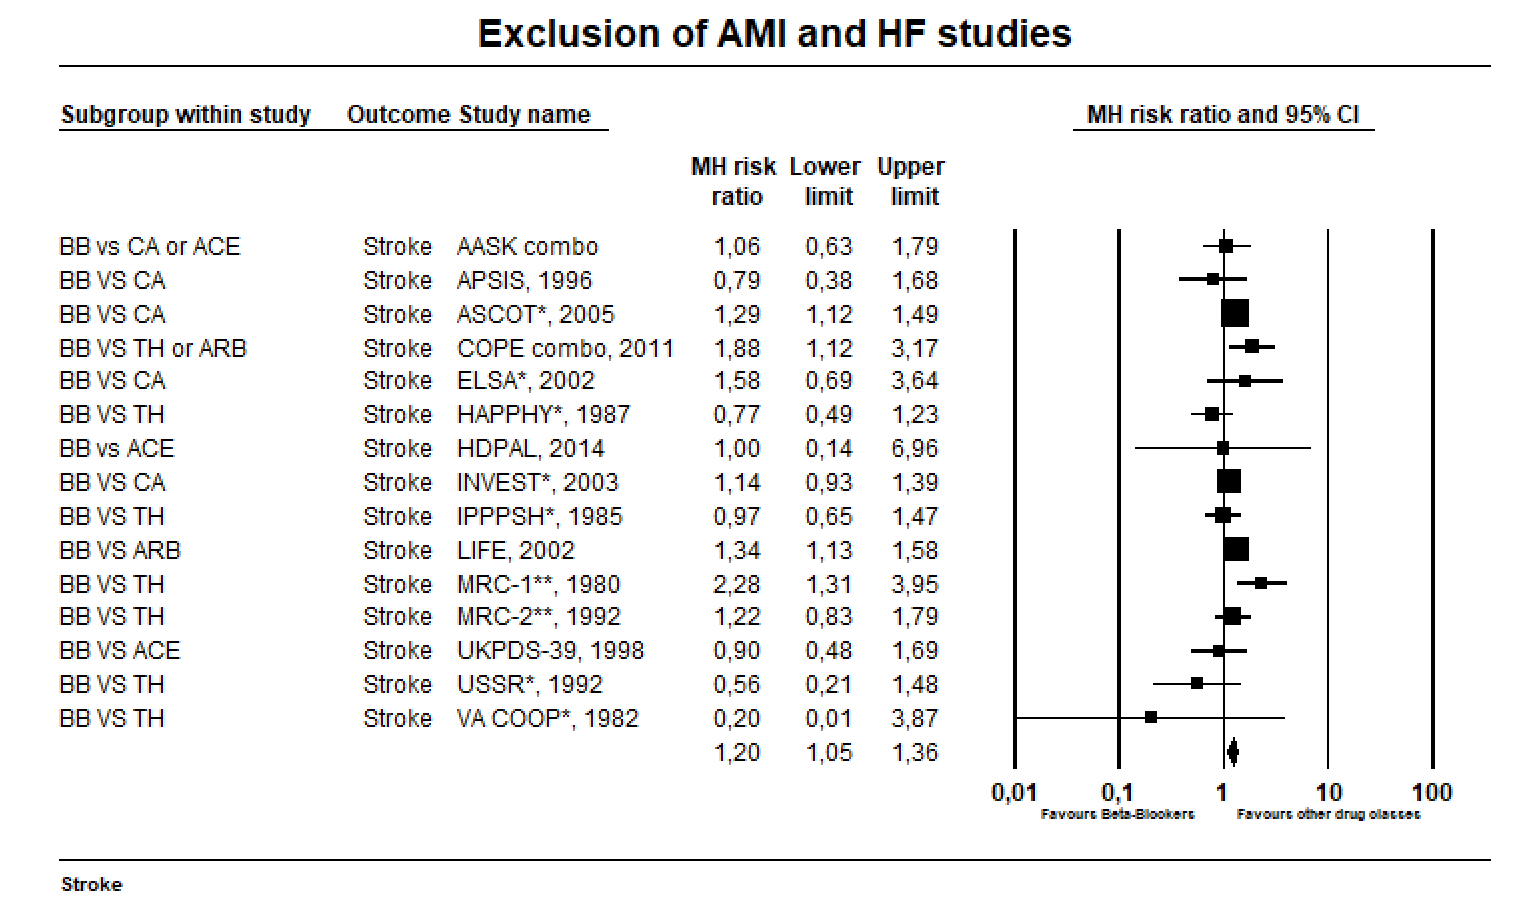 Exclusion of AMI and HF studies
Subgroup within study Outcome Study name MH risk ratio and 95% CI
MH risk Lower Upper
ratio limit limit
BB vs CA or ACE Stroke AASK combo 1,06 0,63 1,79
BB VS CA Stroke APSIS, 1996 0,79 0,38 1,68
BB VS CA Stroke ASCOT*, 2005 1,29 1,12 1,49
BB VS TH or ARB Stroke COPE combo, 2011 1,88 1,12 3,17
BB VS CA Stroke ELSA*, 2002 1,58 0,69 3,64
BB VS TH Stroke HAPPHY*, 1987 0,77 0,49 1,23
BB vs ACE Stroke HDPAL, 2014 1,00 0,14 6,96
BB VS CA Stroke INVEST*, 2003 1,14 0,93 1,39
BB VS TH Stroke IPPPSH*, 1985 0,97 0,65 1,47
BB VS ARB Stroke LIFE, 2002 1,34 1,13 1,58
BB VS TH Stroke MRC-1**, 1980 2,28 1,31 3,95
BB VS TH Stroke MRC-2**, 1992 1,22 0,83 1,79
BB VS ACE Stroke UKPDS-39, 1998 0,90 0,48 1,69
BB VS TH Stroke USSR*, 1992 0,56 0,21 1,48
BB VS TH Stroke VA COOP*, 1982 0,20 0,01 3,87
1,20 1,05 1,36
0,01 0,1 1 10 100
Favours Beta-Blockers Favours other drug classes
Stroke